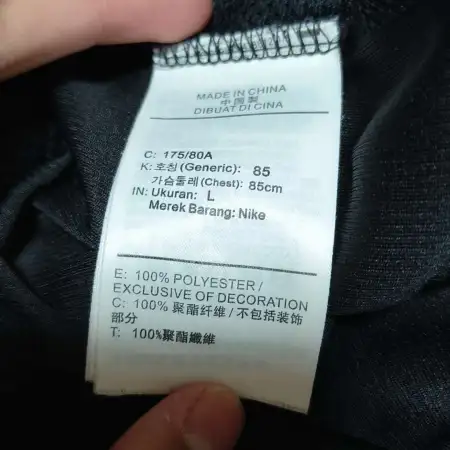 MADE IN CHINA
中国製
DIBUAT DI CINA
C: 175/80A
K: 호칭 (Generic): 85
가슴둘레 (Chest): 85cm
IN: Ukuran: L
Merek Barang: Nike
E: 100% POLYESTER /
EXCLUSIVE OF DECORATION
C: 100% 聚酯纤维 / 不包括装饰
部分
T: 100%聚酯纖維